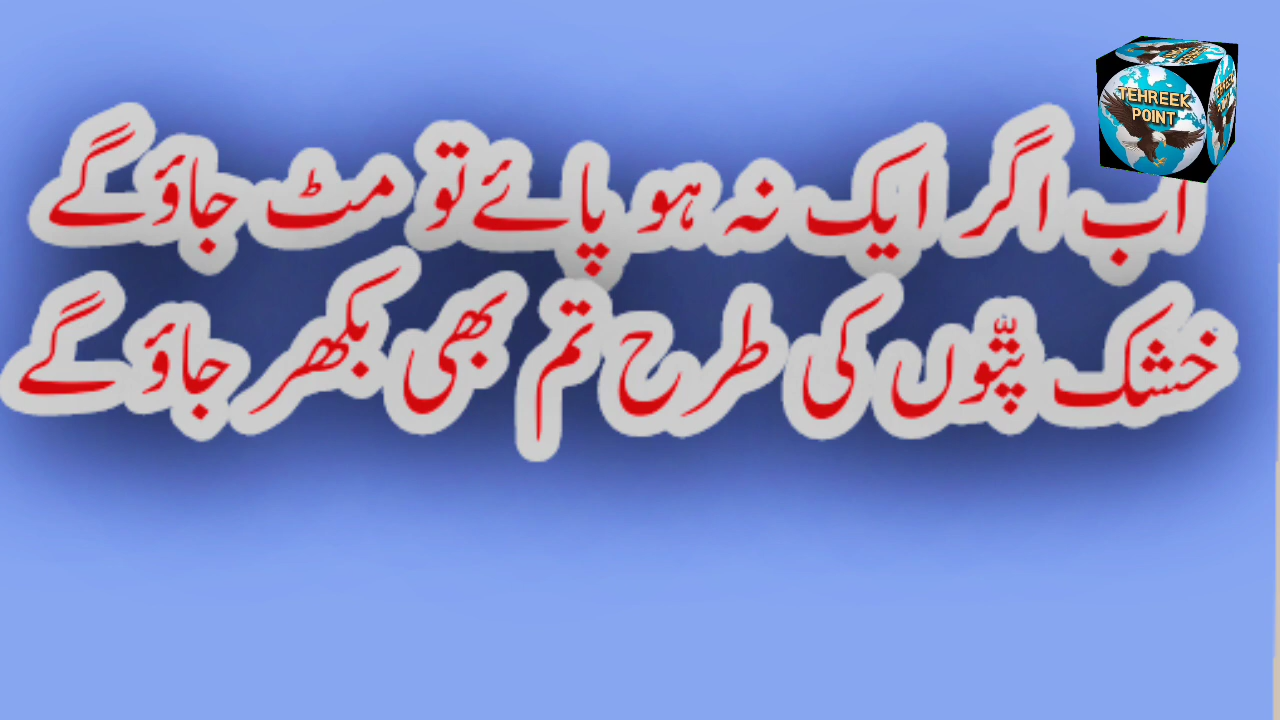 TEHREEK
POINT
اب اگر ایک نہ ہو پائے تو مٹ جاؤ گے
خشک پتّوں کی طرح تم بھی بکھر جاؤ گے